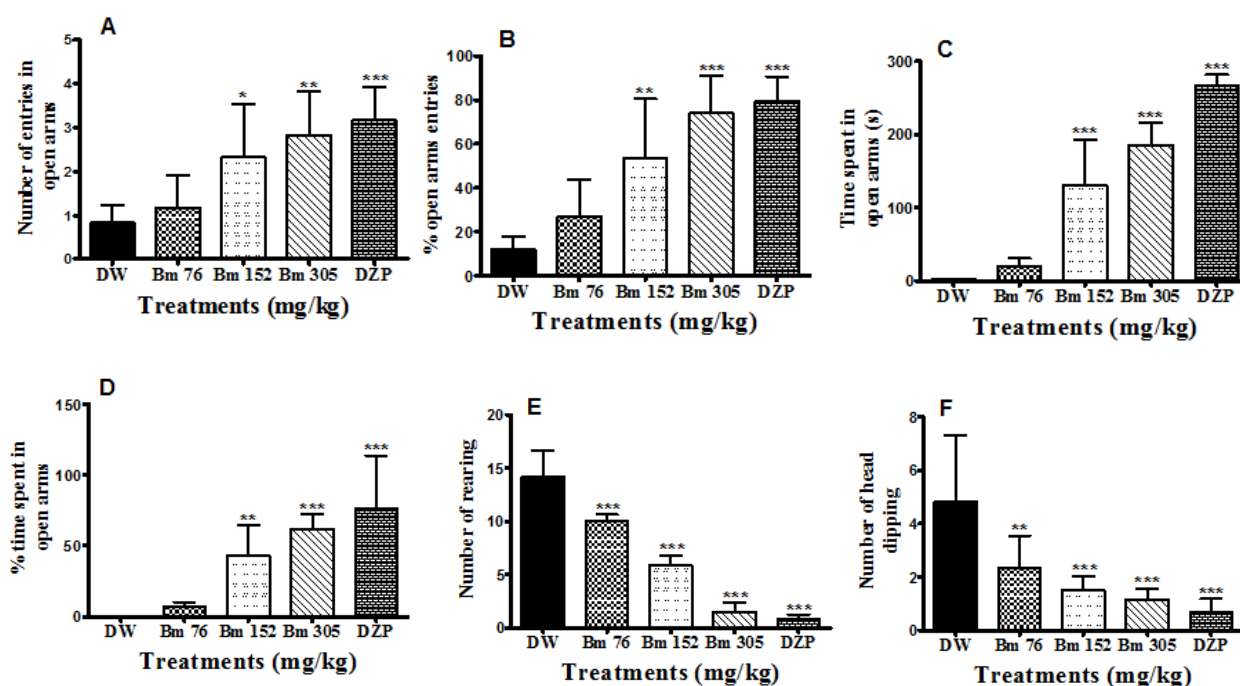 A
Number of entries in
open arms
5
4
3
2
1
0
*
**
***
DW Bm 76 Bm 152 Bm 305 DZP
Treatments (mg/kg)
B
% open arms entries
100
80
60
40
20
0
**
***
***
DW Bm 76 Bm 152 Bm 305 DZP
Treatments (mg/kg)
C
Time spent in
open arms (s)
300
200
100
0
***
***
***
DW Bm 76 Bm 152 Bm 305 DZP
Treatments (mg/kg)
D
% time spent in
open arms
150
100
50
0
**
***
***
DW Bm 76 Bm 152 Bm 305 DZP
Treatments (mg/kg)
E
Number of rearing
20
15
10
5
0
***
***
***
***
DW Bm 76 Bm 152 Bm 305 DZP
Treatments (mg/kg)
F
Number of head
dipping
8
6
4
2
0
**
***
***
***
DW Bm 76 Bm 152 Bm 305 DZP
Treatments (mg/kg)